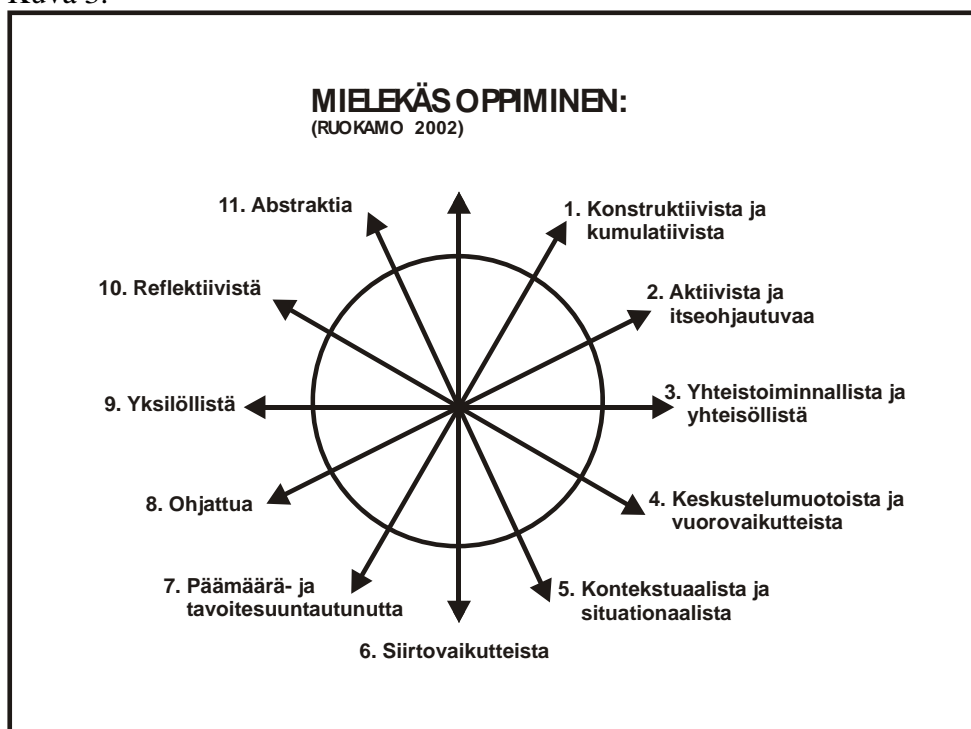 Kuva 3.
MIELEKÄS OPPIMINEN:
(RUOKAMO 2002)
1. Konstruktiivista ja
kumulatiivista
2. Aktiivista ja
itseohjautuvaa
3. Yhteistoiminnallista ja
yhteisöllistä
4. Keskustelumuotoista ja
vuorovaikutteista
5. Kontekstuaalista ja
situationaalista
6. Siirtovaikutteista
7. Päämäärä- ja
tavoitesuuntautunutta
8. Ohjattua
9. Yksilöllistä
10. Reflektiivistä
11. Abstraktia